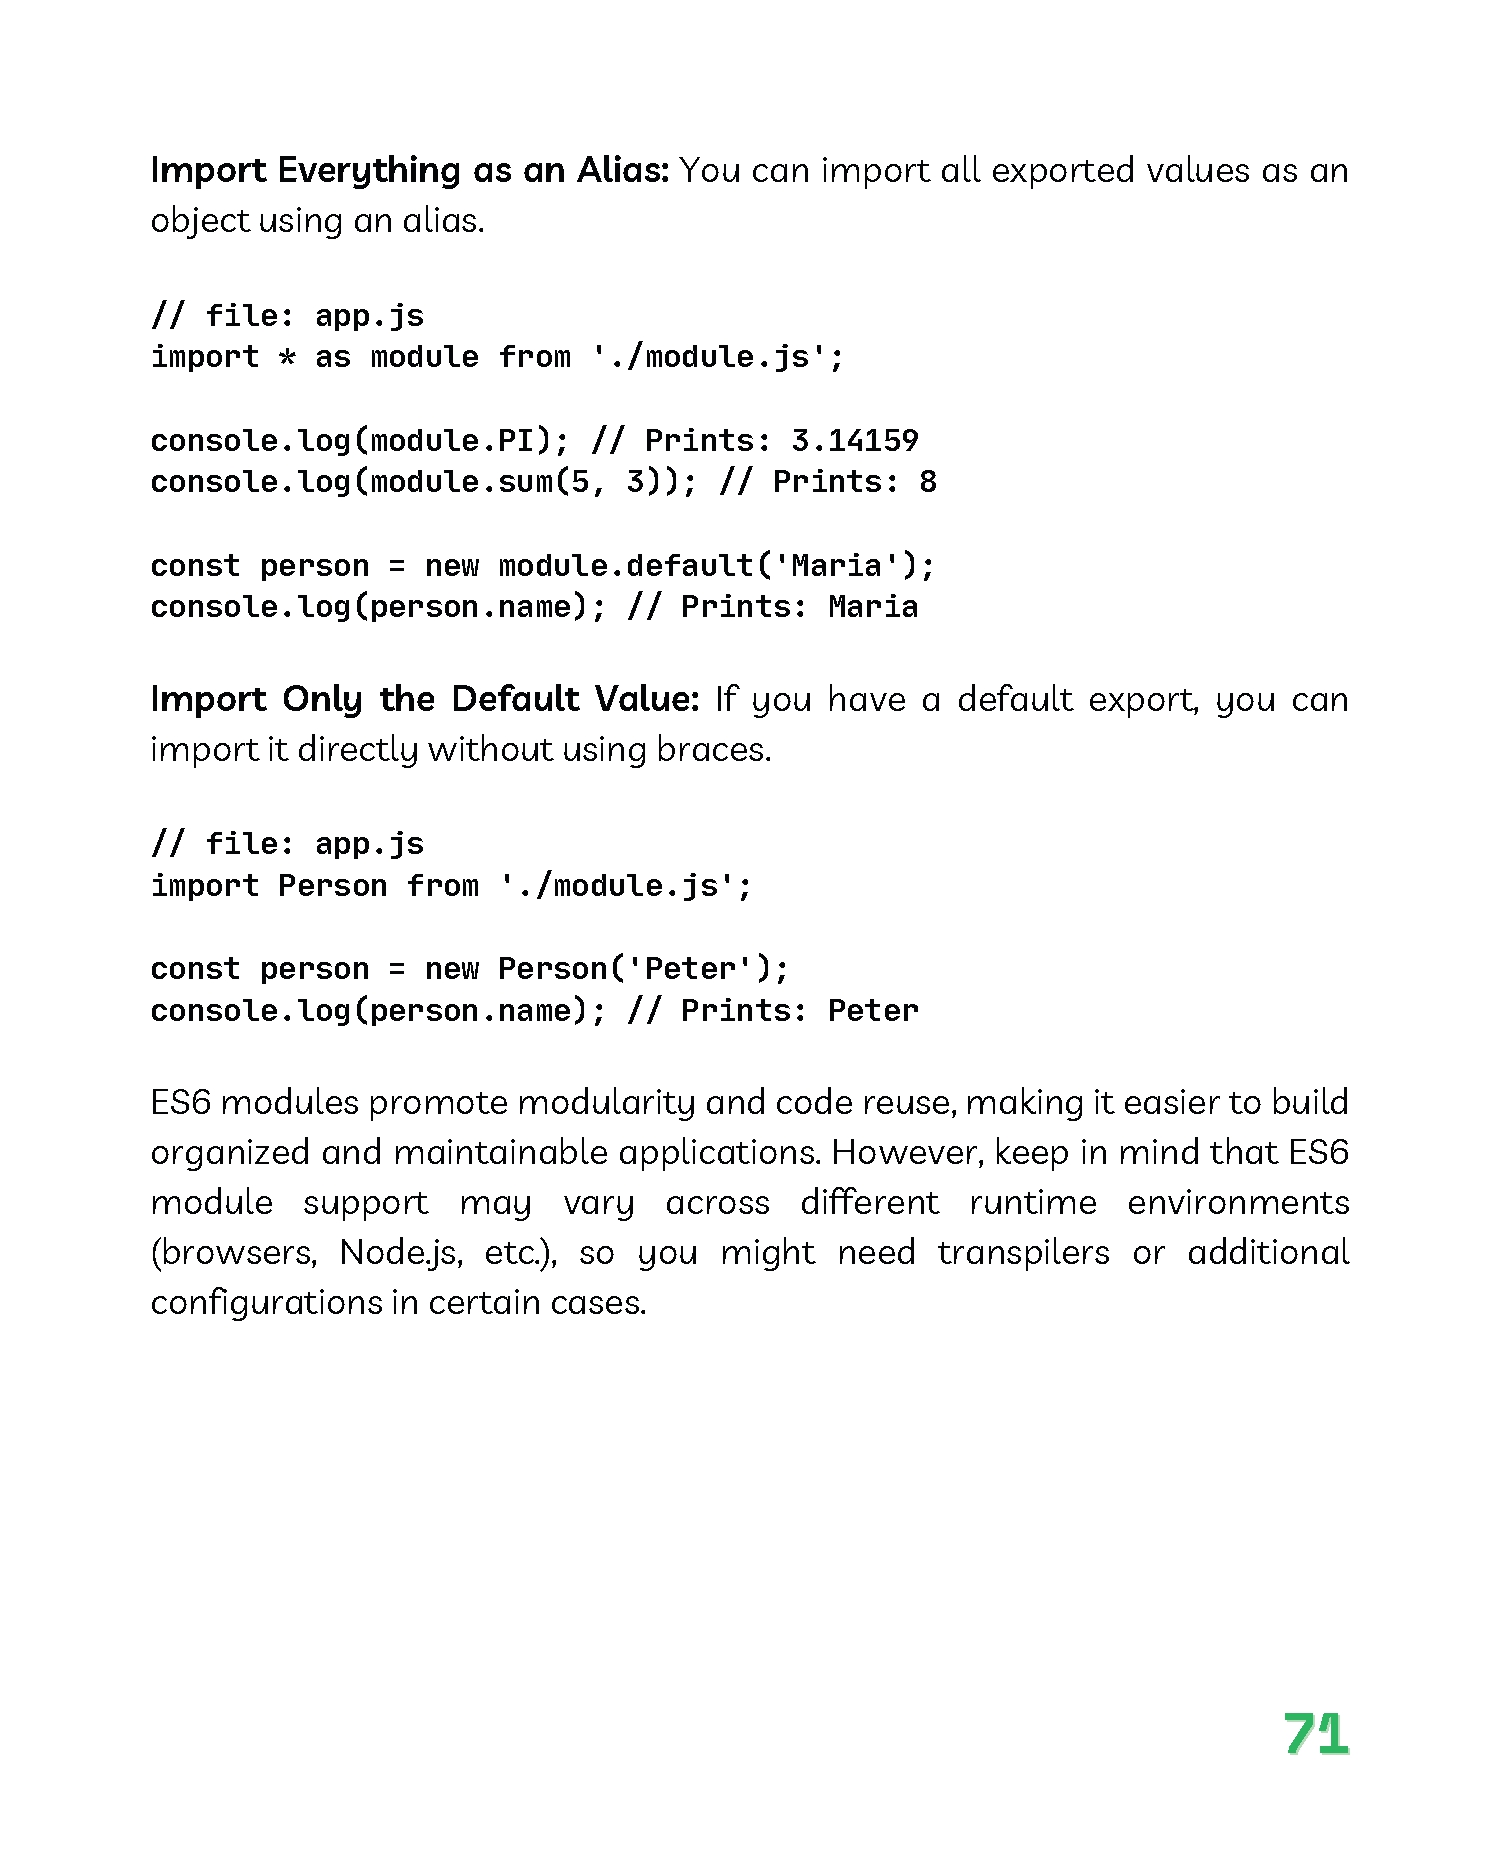 Import Everything as an Alias: You can import all exported values as an
object using an alias.
// file: app.js
import * as module from './module.js';
console.log(module.PI); // Prints: 3.14159
console.log(module.sum(5, 3)); // Prints: 8
const person = new module.default('Maria');
console.log(person.name); // Prints: Maria
Import Only the Default Value: If you have a default export, you can
import it directly without using braces.
// file: app.js
import Person from './module.js';
const person = new Person('Peter');
console.log(person.name); // Prints: Peter
ES6 modules promote modularity and code reuse, making it easier to build
organized and maintainable applications. However, keep in mind that ES6
module support may vary across different runtime environments
(browsers, Node.js, etc.), so you might need transpilers or additional
configurations in certain cases.
71